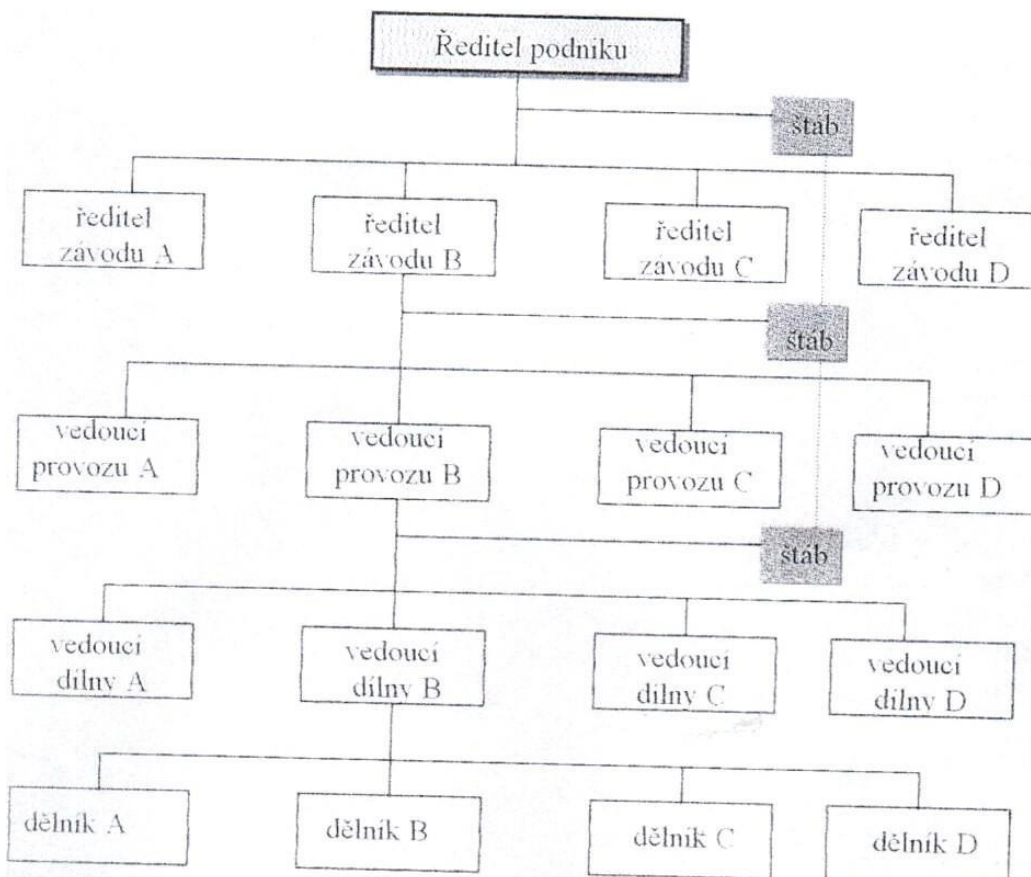 Ředitel podniku
štáb
ředitel
závodu A
ředitel
závodu B
ředitel
závodu C
ředitel
závodu D
štáb
vedoucí
provozu A
vedoucí
provozu B
vedoucí
provozu C
vedoucí
provozu D
štáb
vedoucí
dílny A
vedoucí
dílny B
vedoucí
dílny C
vedoucí
dílny D
dělník A
dělník B
dělník C
dělník D